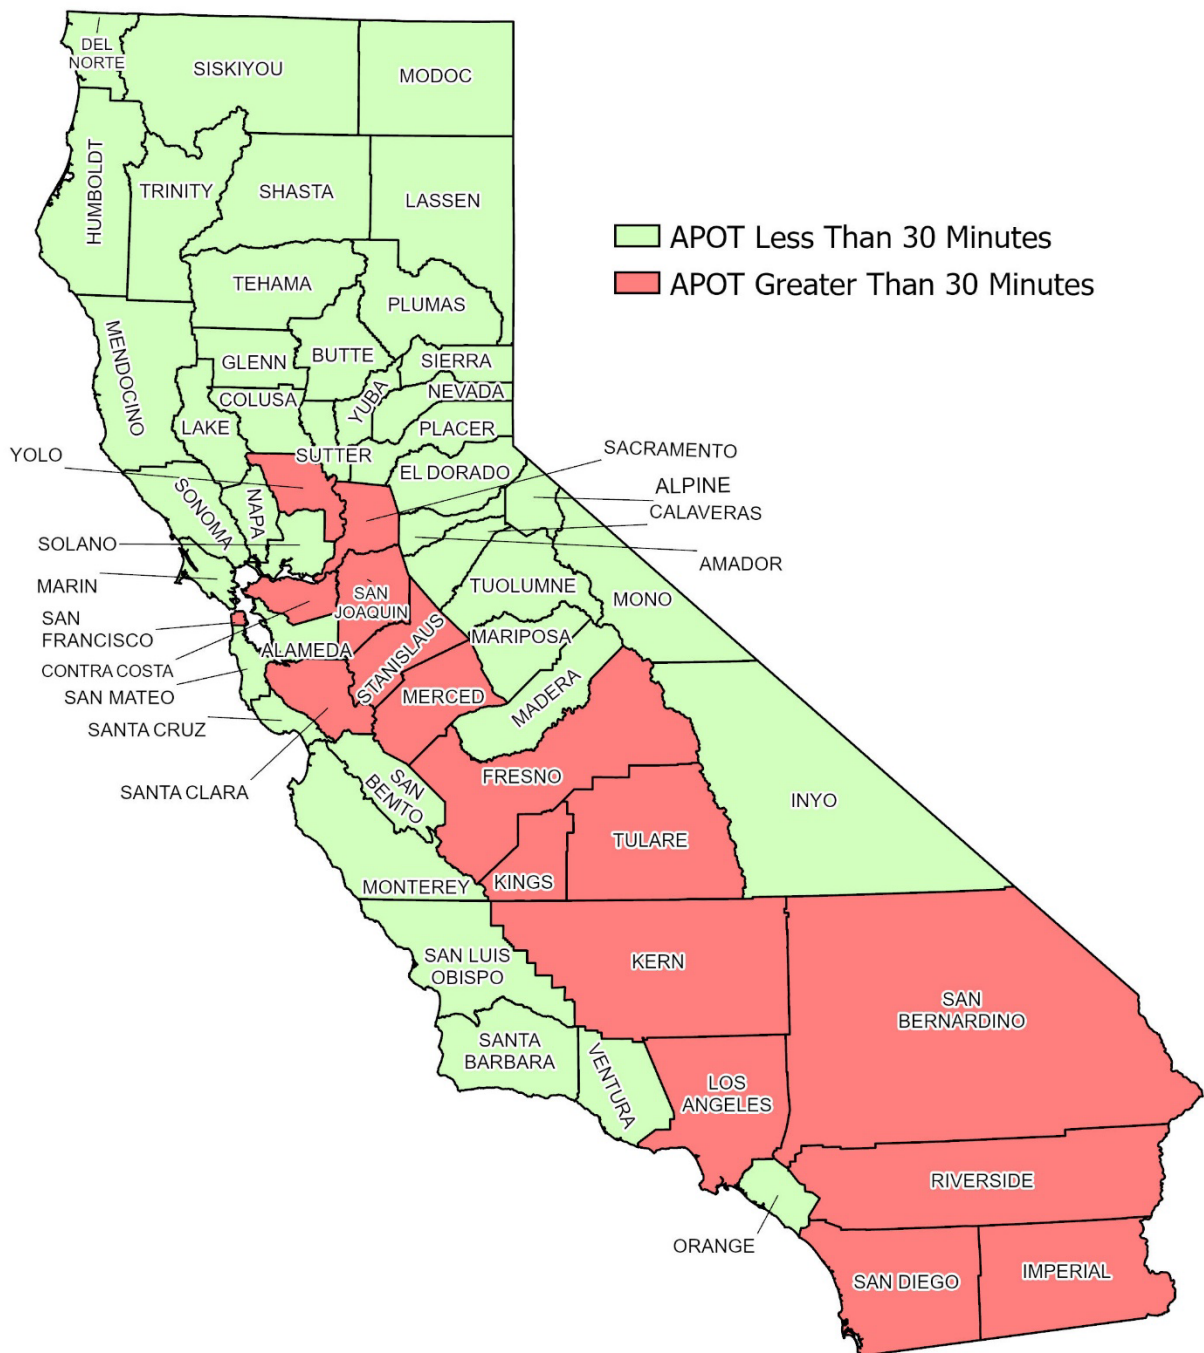 DEL
NORTE
SISKIYOU
MODOC
HUMBOLDT
TRINITY
SHASTA
LASSEN
APOT Less Than 30 Minutes
APOT Greater Than 30 Minutes
TEHAMA
PLUMAS
MENDOCINO
GLENN
BUTTE
SIERRA
YUBA
NEVADA
COLUSA
LAKE
PLACER
YOLO
SUTTER
SACRAMENTO
EL DORADO
ALPINE
SONOMA
NAPA
CALAVERAS
SOLANO
AMADOR
MARIN
TUOLUMNE
MONO
SAN
FRANCISCO
SAN
JOAQUIN
MARIPOSA
ALAMEDA
STANISLAUS
CONTRA COSTA
SAN MATEO
MERCED
MADERA
SANTA CRUZ
SANTA CLARA
SAN
BENITO
FRESNO
INYO
TULARE
MONTEREY
KINGS
SAN LUIS
OBISPO
KERN
SAN
BERNARDINO
SANTA
BARBARA
VENTURA
LOS
ANGELES
RIVERSIDE
ORANGE
SAN DIEGO
IMPERIAL